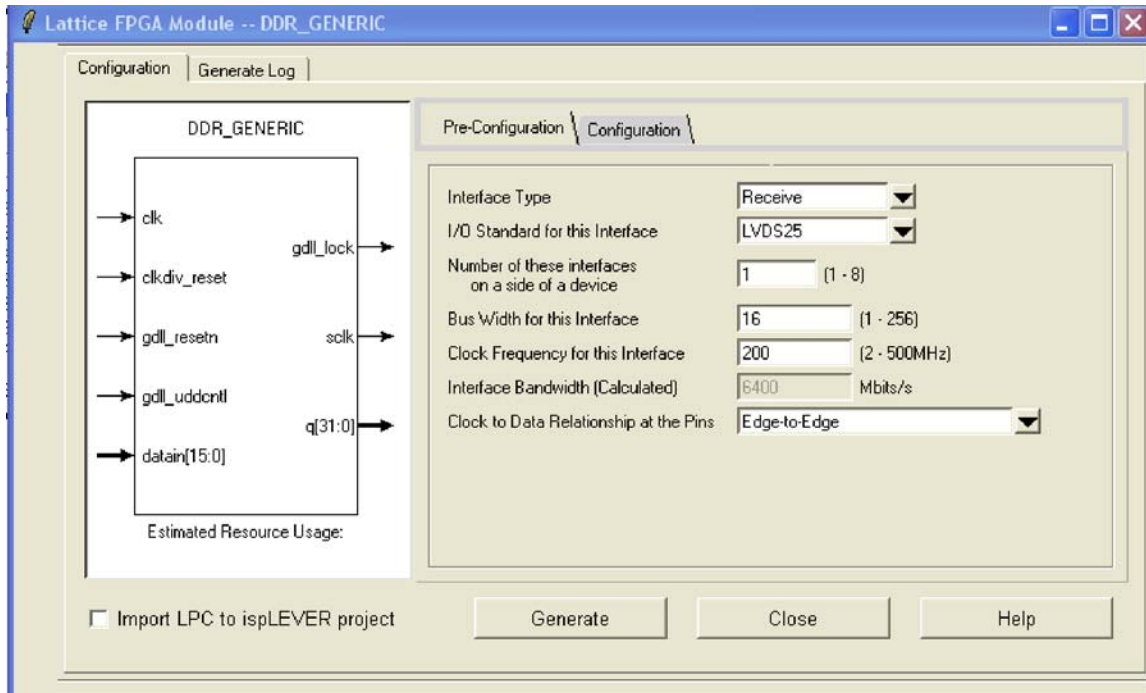 Lattice FPGA Module -- DDR_GENERIC
Configuration
Generate Log
DDR_GENERIC
clk
clkdiv_reset
gdll_resetn
gdll_uddcntl
datain[15:0]
gdll_lock
sclk
q[31:0]
Estimated Resource Usage:
Pre-Configuration
Configuration
Interface Type Receive
I/O Standard for this Interface LVDS25
Number of these interfaces
on a side of a device 1 (1 - 8)
Bus Width for this Interface 16 (1 - 256)
Clock Frequency for this Interface 200 (2 - 500MHz)
Interface Bandwidth (Calculated) 6400 Mbits/s
Clock to Data Relationship at the Pins Edge-to-Edge
Import LPC to ispLEVER project
Generate
Close
Help